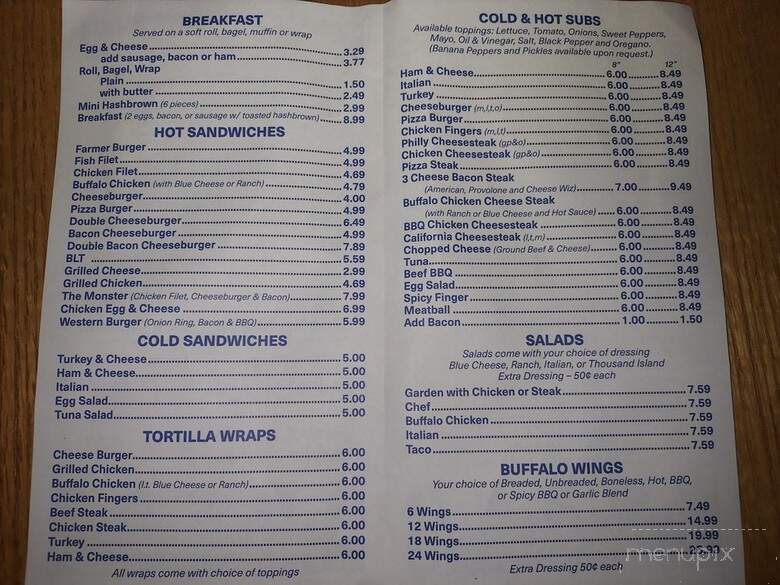 BREAKFAST
Served on a soft roll, bagel, muffin or wrap
Egg & Cheese 3.29
add sausage, bacon or ham 3.77
Roll, Bagel, Wrap
Plain 1.50
with butter 2.49
Mini Hashbrown (6 pieces) 2.99
Breakfast (2 eggs, bacon, or sausage w/ toasted hashbrown) 8.99
HOT SANDWICHES
Farmer Burger 4.99
Fish Filet 4.99
Chicken Filet 4.69
Buffalo Chicken (with Blue Cheese or Ranch) 4.79
Cheeseburger 4.00
Pizza Burger 4.99
Double Cheeseburger 6.49
Bacon Cheeseburger 4.99
Double Bacon Cheeseburger 7.89
BLT 5.59
Grilled Cheese 2.99
Grilled Chicken 4.69
The Monster (Chicken Filet, Cheeseburger & Bacon) 7.99
Chicken Egg & Cheese 6.99
Western Burger (Onion Ring, Bacon & BBQ) 5.99
COLD SANDWICHES
Turkey & Cheese 5.00
Ham & Cheese 5.00
Italian 5.00
Egg Salad 5.00
Tuna Salad 5.00
TORTILLA WRAPS
Cheese Burger 6.00
Grilled Chicken 6.00
Buffalo Chicken (l.t. Blue Cheese or Ranch) 6.00
Chicken Fingers 6.00
Beef Steak 6.00
Chicken Steak 6.00
Turkey 6.00
Ham & Cheese 6.00
All wraps come with choice of toppings
COLD & HOT SUBS
Available toppings: Lettuce, Tomato, Onions, Sweet Peppers,
Mayo, Oil & Vinegar, Salt, Black Pepper and Oregano.
(Banana Peppers and Pickles available upon request.)
8" 12"
Ham & Cheese 6.00 8.49
Italian 6.00 8.49
Turkey 6.00 8.49
Cheeseburger (m,l,t,o) 6.00 8.49
Pizza Burger 6.00 8.49
Chicken Fingers (m,l,t) 6.00 8.49
Philly Cheesesteak (gp&o) 6.00 8.49
Chicken Cheesesteak (gp&o) 6.00 8.49
Pizza Steak 6.00 8.49
3 Cheese Bacon Steak
(American, Provolone and Cheese Wiz) 7.00 9.49
Buffalo Chicken Cheese Steak
(with Ranch or Blue Cheese and Hot Sauce) 6.00 8.49
BBQ Chicken Cheesesteak 6.00 8.49
California Cheesesteak (l,t,m) 6.00 8.49
Chopped Cheese (Ground Beef & Cheese) 6.00 8.49
Tuna 6.00 8.49
Beef BBQ 6.00 8.49
Egg Salad 6.00 8.49
Spicy Finger 6.00 8.49
Meatball 6.00 8.49
Add Bacon 1.00 1.50
SALADS
Salads come with your choice of dressing
Blue Cheese, Ranch, Italian, or Thousand Island
Extra Dressing – 50¢ each
Garden with Chicken or Steak 7.59
Chef 7.59
Buffalo Chicken 7.59
Italian 7.59
Taco 7.59
BUFFALO WINGS
Your choice of Breaded, Unbreaded, Boneless, Hot, BBQ,
or Spicy BBQ or Garlic Blend
6 Wings 7.49
12 Wings 14.99
18 Wings 19.99
24 Wings
Extra Dressing 50¢ each
menupix